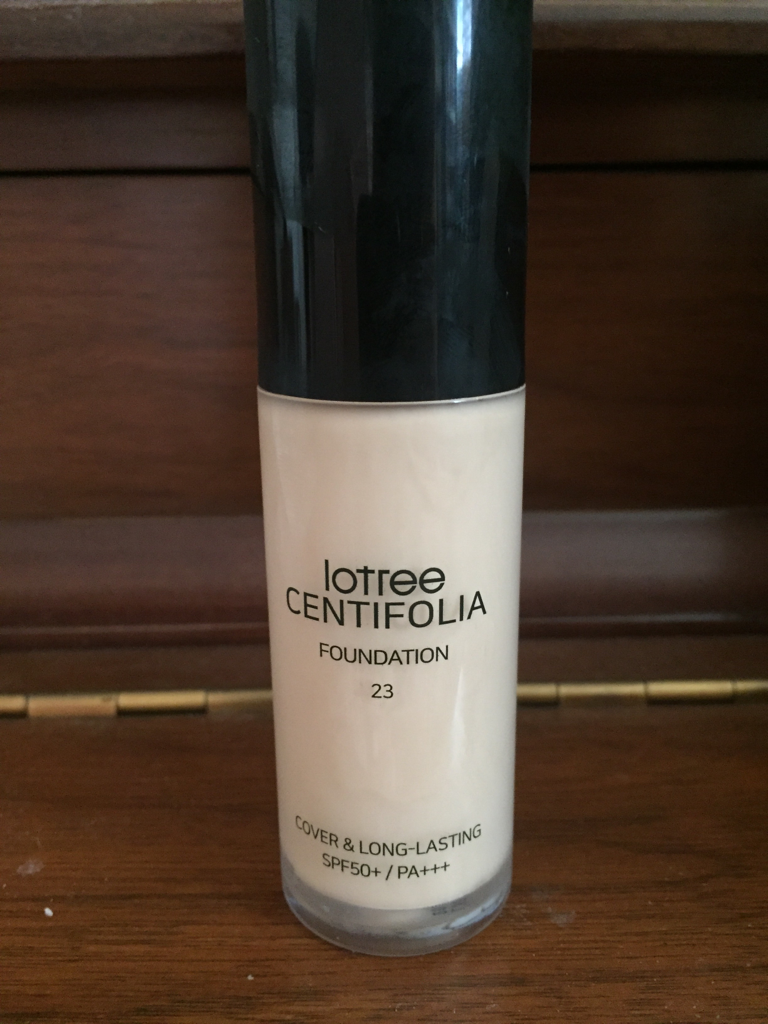 lotree
CENTIFOLIA
FOUNDATION
23
COVER & LONG-LASTING
SPF50+ / PA+++